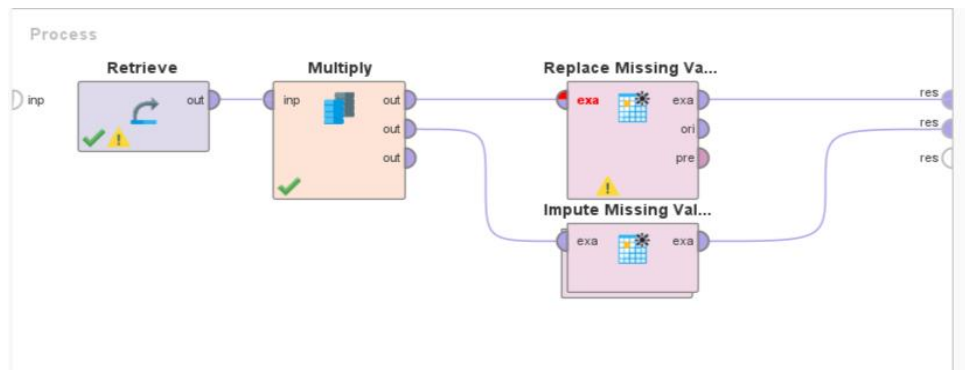 Process
Retrieve
Multiply
Replace Missing Va...
inp
out
inp
out
exa
exa
res
out
ori
res
out
pre
res
Impute Missing Val...
exa
exa